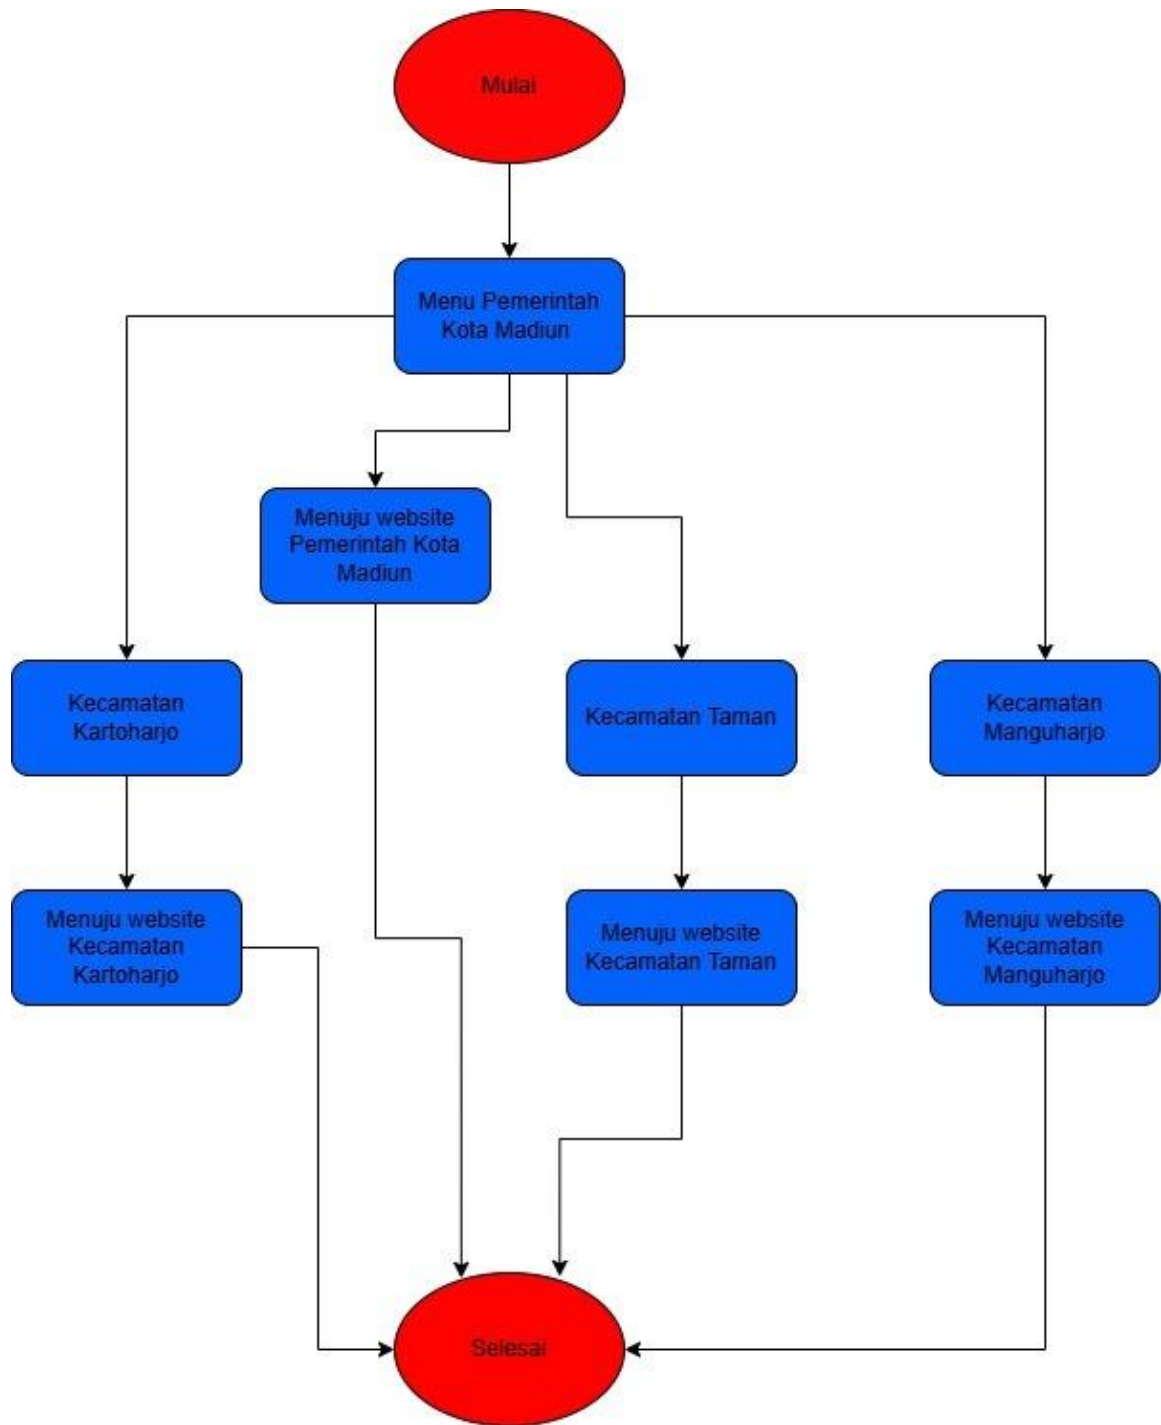 Mulai
Menu Pemerintah
Kota Madiun
Menuju website
Pemerintah Kota
Madiun
Kecamatan
Kartoharjo
Kecamatan Taman
Kecamatan
Manguharjo
Menuju website
Kecamatan
Kartoharjo
Menuju website
Kecamatan Taman
Menuju website
Kecamatan
Manguharjo
Selesai